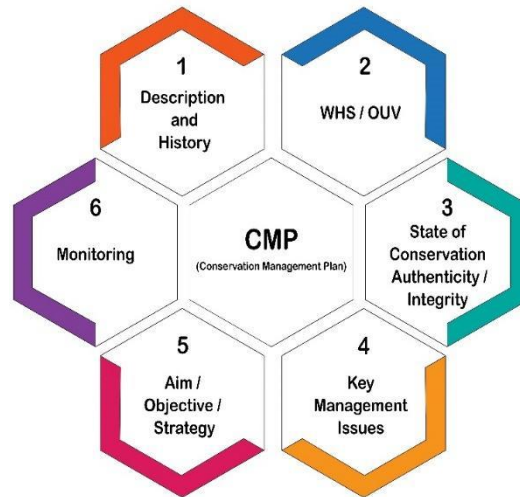 1
Description
and
History
2
WHS / OUV
3
State of
Conservation
Authenticity /
Integrity
4
Key
Management
Issues
5
Aim /
Objective /
Strategy
6
Monitoring
CMP
(Conservation Management Plan)